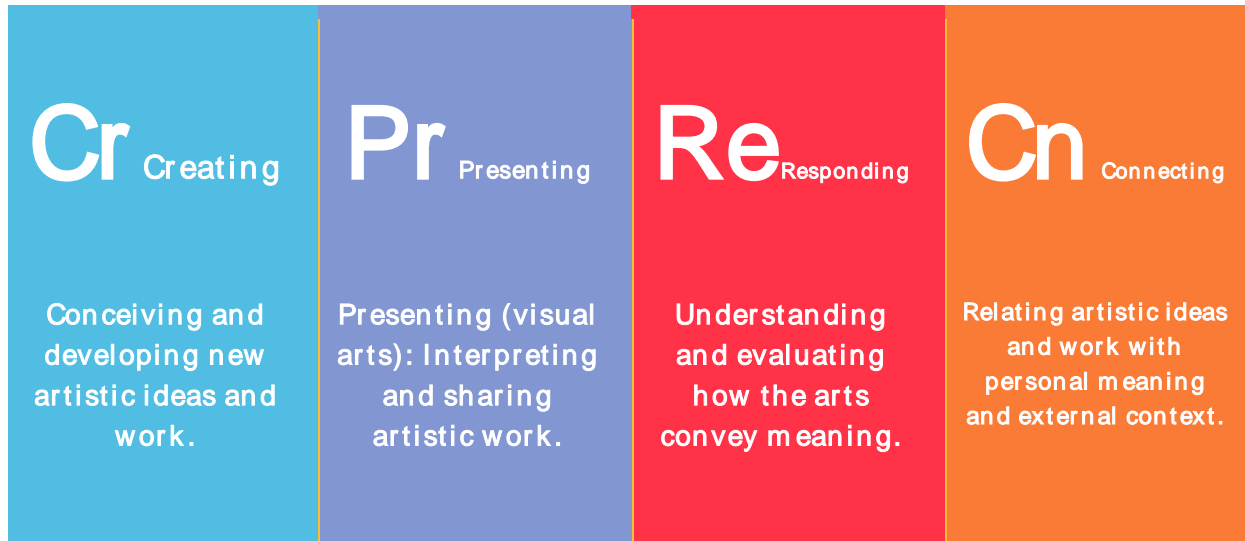 Cr Creating
Conceiving and
developing new
artistic ideas and
work.
Pr Presenting
Presenting (visual
arts): Interpreting
and sharing
artistic work.
Re Responding
Understanding
and evaluating
how the arts
convey meaning.
Cn Connecting
Relating artistic ideas
and work with
personal meaning
and external context.